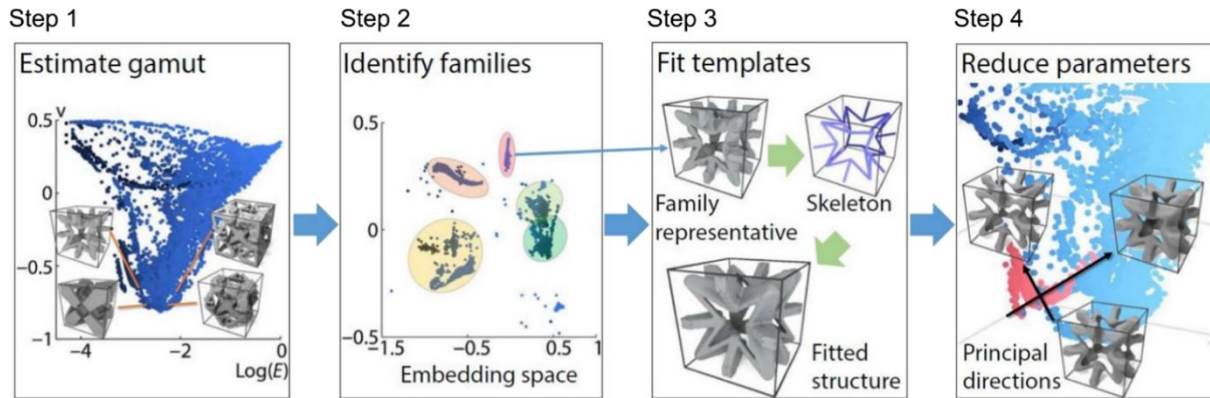 Step 1
Step 2
Step 3
Step 4
Estimate gamut
ν
0.5
0
−0.5
−1
−4
−2
0
Log(E)
Identify families
0.5
0
-0.5
−1.5
−0.5
0.5
1
Embedding space
Fit templates
Family
representative
Skeleton
Fitted
structure
Reduce parameters
Principal
directions